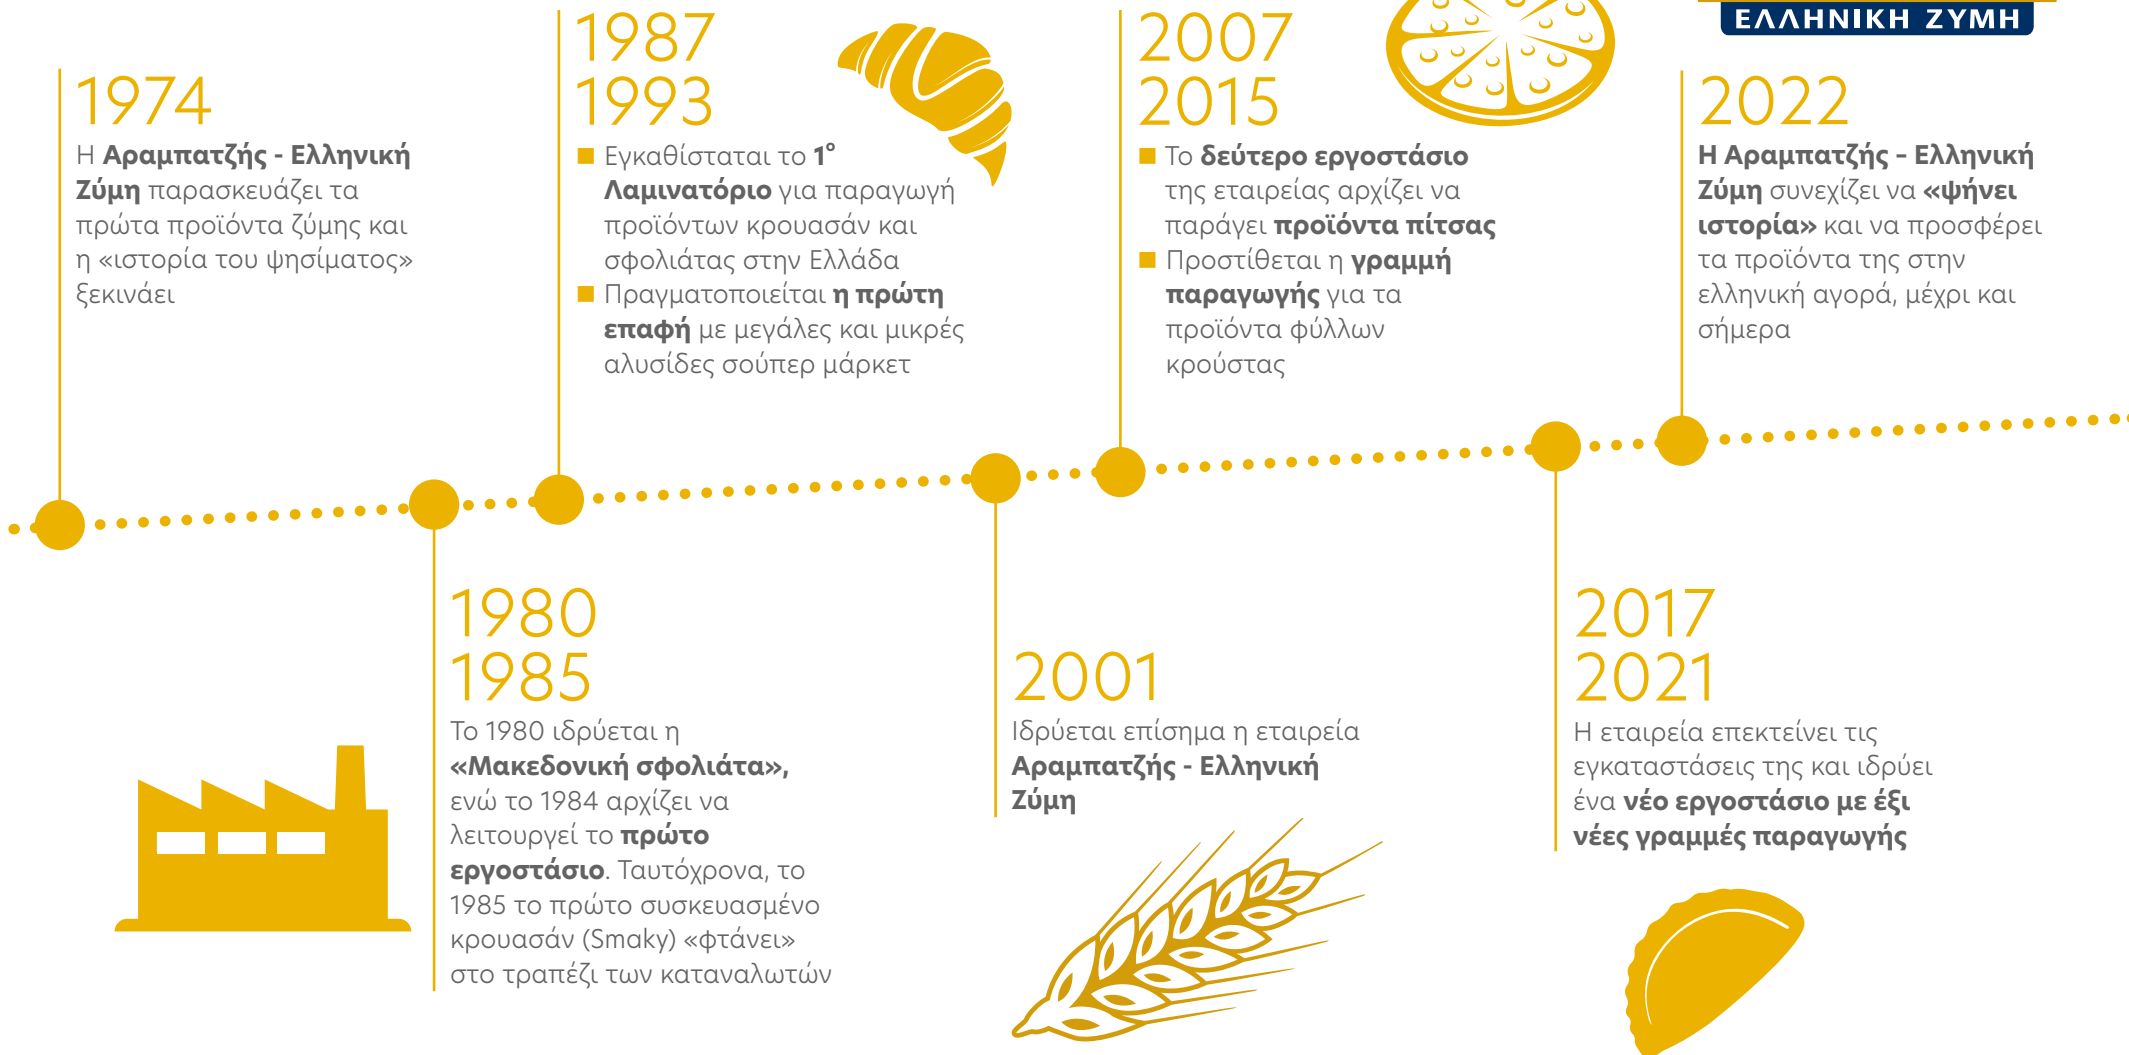 ΕΛΛΗΝΙΚΗ ΖΥΜΗ
1974
Η Αραμπατζής - Ελληνική
Ζύμη παρασκευάζει τα
πρώτα προϊόντα ζύμης και
η «ιστορία του ψησίματος»
ξεκινάει
1980
1985
Το 1980 ιδρύεται η
«Μακεδονική σφολιάτα»,
ενώ το 1984 αρχίζει να
λειτουργεί το πρώτο
εργοστάσιο. Ταυτόχρονα, το
1985 το πρώτο συσκευασμένο
κρουασάν (Smaky) «φτάνει»
στο τραπέζι των καταναλωτών
1987
1993
Εγκαθίσταται το 1°
Λαμινατόριο για παραγωγή
προϊόντων κρουασάν και
σφολιάτας στην Ελλάδα
Πραγματοποιείται η πρώτη
επαφή με μεγάλες και μικρές
αλυσίδες σούπερ μάρκετ
2001
Ιδρύεται επίσημα η εταιρεία
Αραμπατζής - Ελληνική
Ζύμη
2007
2015
Το δεύτερο εργοστάσιο
της εταιρείας αρχίζει να
παράγει προϊόντα πίτσας
Προστίθεται η γραμμή
παραγωγής για τα
προϊόντα φύλλων
κρούστας
2017
2021
Η εταιρεία επεκτείνει τις
εγκαταστάσεις της και ιδρύει
ένα νέο εργοστάσιο με έξι
νέες γραμμές παραγωγής
2022
Η Αραμπατζής – Ελληνική
Ζύμη συνεχίζει να «ψήνει
ιστορία» και να προσφέρει
τα προϊόντα της στην
ελληνική αγορά, μέχρι και
σήμερα